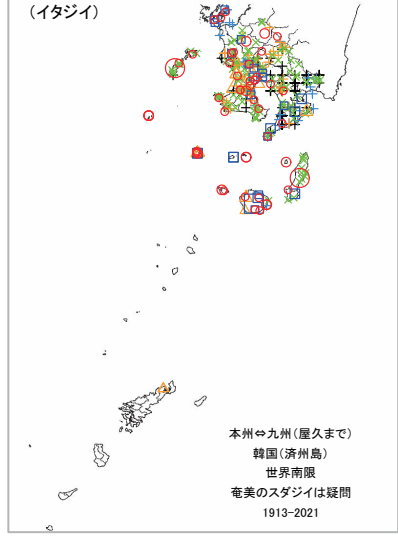 （イタジイ）
本州⇔九州（屋久まで）
韓国（済州島）
世界南限
奄美のスダジイは疑問
1913-2021